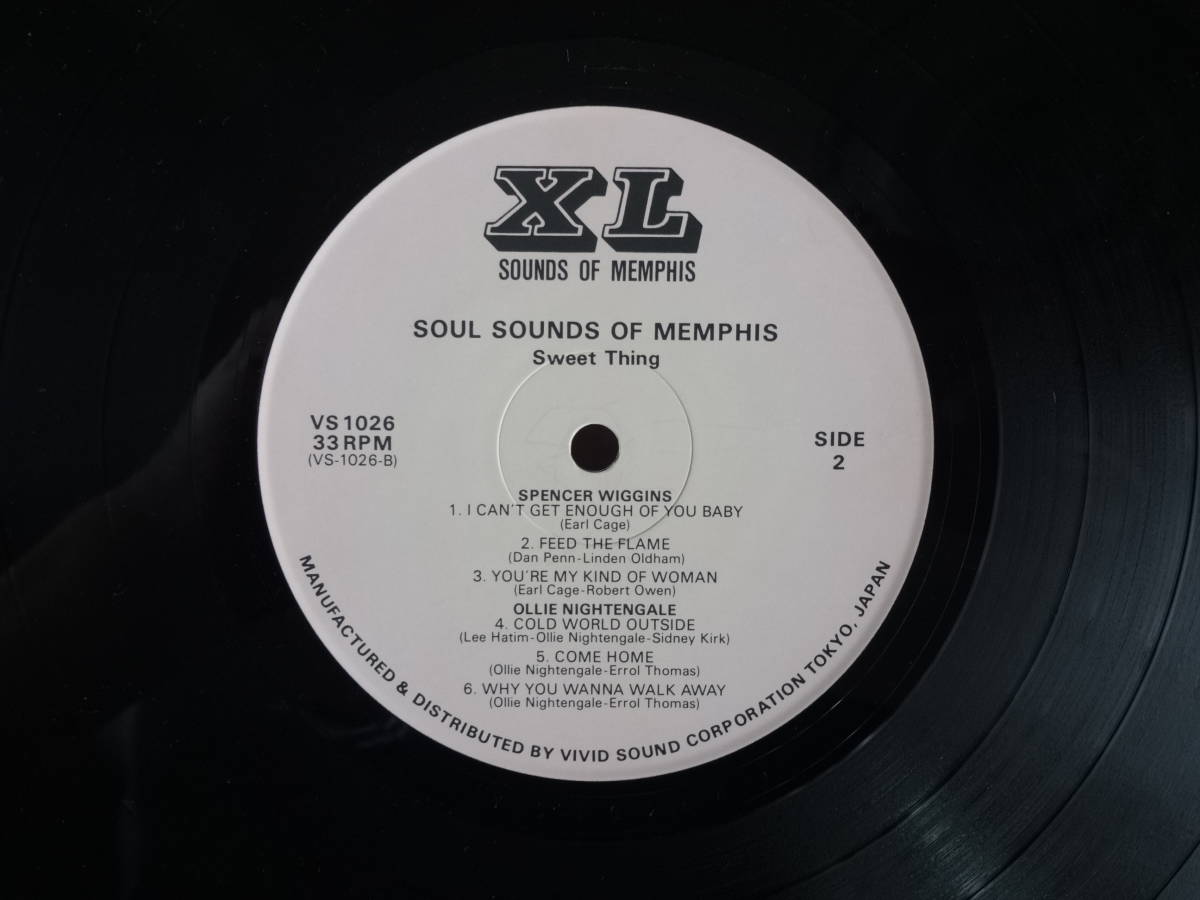 XL
SOUNDS OF MEMPHIS
SOUL SOUNDS OF MEMPHIS
Sweet Thing
VS 1026
33 RPM
(VS-1026-B)
SIDE
2
SPENCER WIGGINS
1. I CAN'T GET ENOUGH OF YOU BABY
(Earl Cage)
2. FEED THE FLAME
(Dan Penn-Linden Oldham)
3. YOU'RE MY KIND OF WOMAN
(Earl Cage-Robert Owen)
OLLIE NIGHTENGALE
4. COLD WORLD OUTSIDE
(Lee Hatim-Ollie Nightengale-Sidney Kirk)
5. COME HOME
(Ollie Nightengale-Errol Thomas)
6. WHY YOU WANNA WALK AWAY
(Ollie Nightengale-Errol Thomas)
MANUFACTURED & DISTRIBUTED BY VIVID SOUND CORPORATION TOKYO, JAPAN